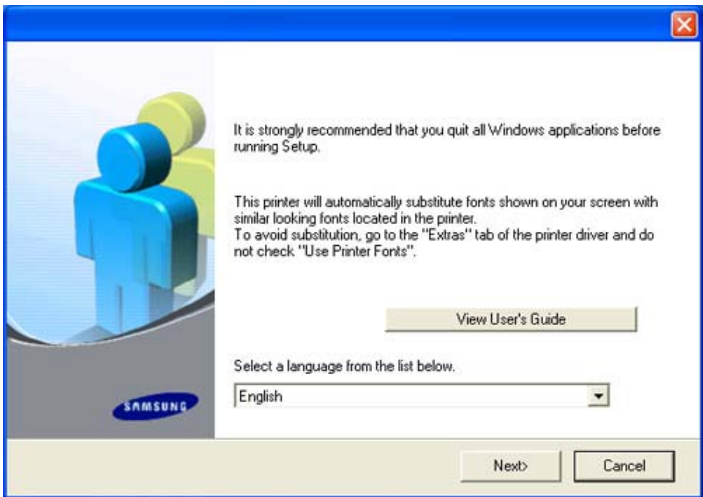 It is strongly recommended that you quit all Windows applications before
running Setup.
This printer will automatically substitute fonts shown on your screen with
similar looking fonts located in the printer.
To avoid substitution, go to the "Extras" tab of the printer driver and do
not check "Use Printer Fonts".
View User's Guide
Select a language from the list below.
English
SAMSUNG
Next>
Cancel